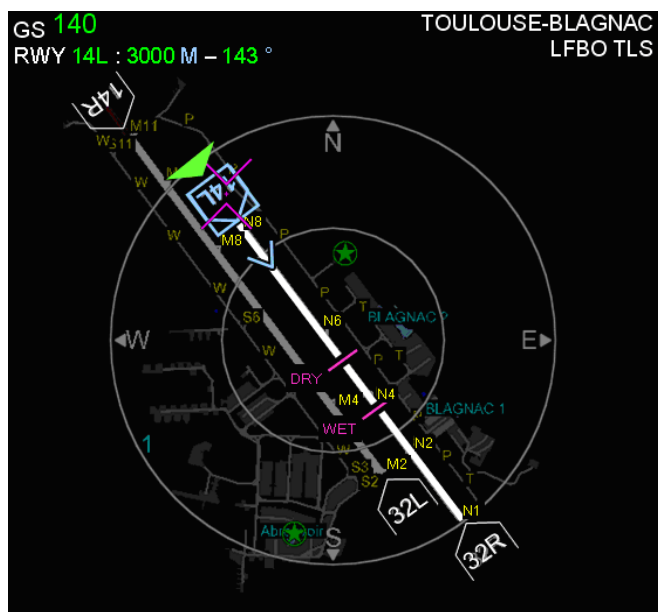 GS 140
TOULOUSE-BLAGNAC
LFBO TLS
RWY 14L : 3000 M – 143 °
14R
M11
P
W
S11
N
W
14L
N8
M8
P
W
W
S6
N6
P
T
BLAGNAC 2
W
E
W
P
T
DRY
M4
N4
BLAGNAC 1
WET
N2
1
W
S3
M2
P
S2
T
32L
N1
S
32R